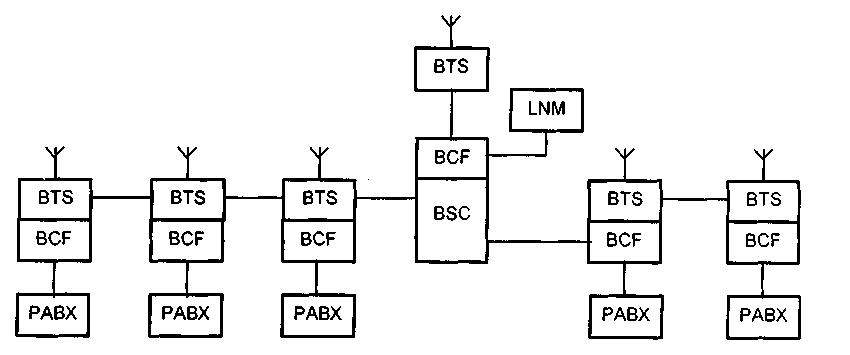 BTS
LNM
BCF
BSC
BTS BTS BTS BTS BTS
BCF BCF BCF BCF BCF
PABX PABX PABX PABX PABX